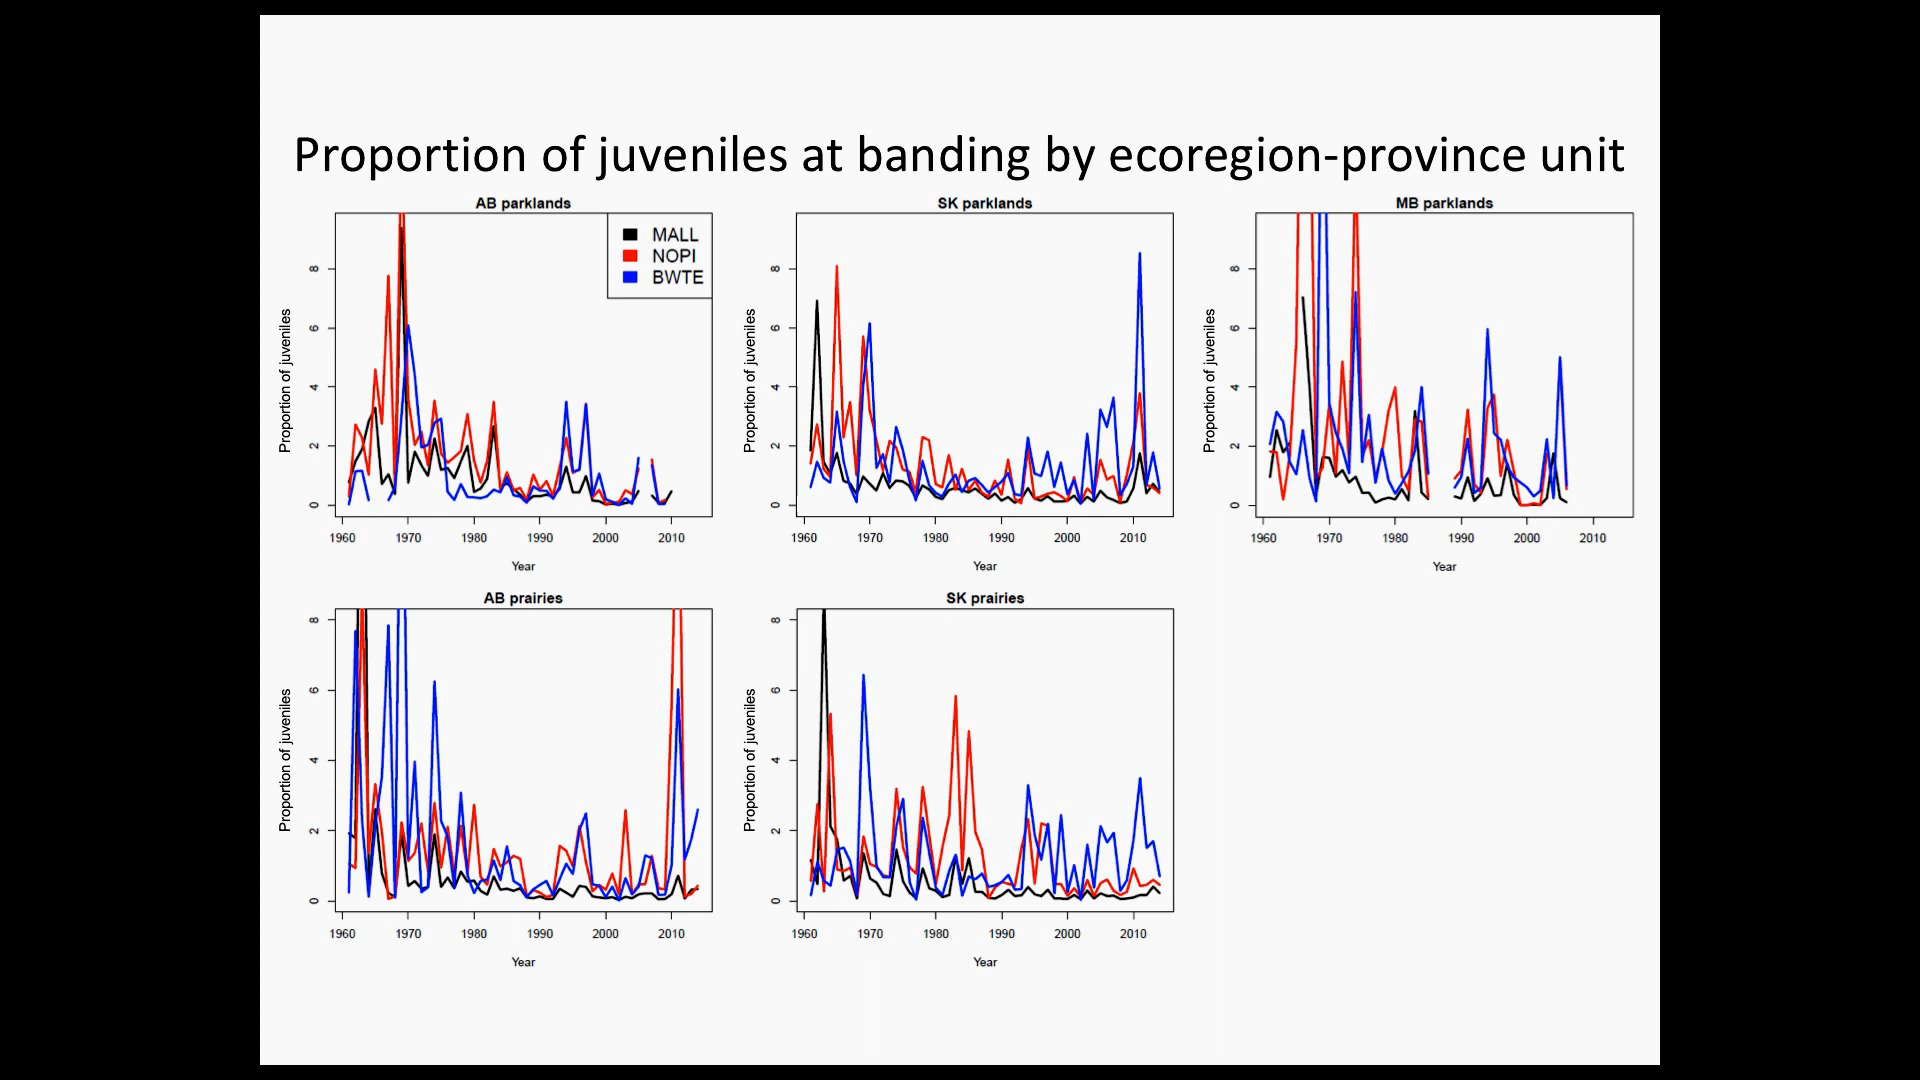 Proportion of juveniles at banding by ecoregion-province unit
AB parklands
MALL
NOPI
BWTE
Proportion of juveniles
0 2 4 6 8
1960 1970 1980 1990 2000 2010
Year
SK parklands
Proportion of juveniles
0 2 4 6 8
1960 1970 1980 1990 2000 2010
Year
MB parklands
Proportion of juveniles
0 2 4 6 8
1960 1970 1980 1990 2000 2010
Year
AB prairies
Proportion of juveniles
0 2 4 6 8
1960 1970 1980 1990 2000 2010
Year
SK prairies
Proportion of juveniles
0 2 4 6 8
1960 1970 1980 1990 2000 2010
Year